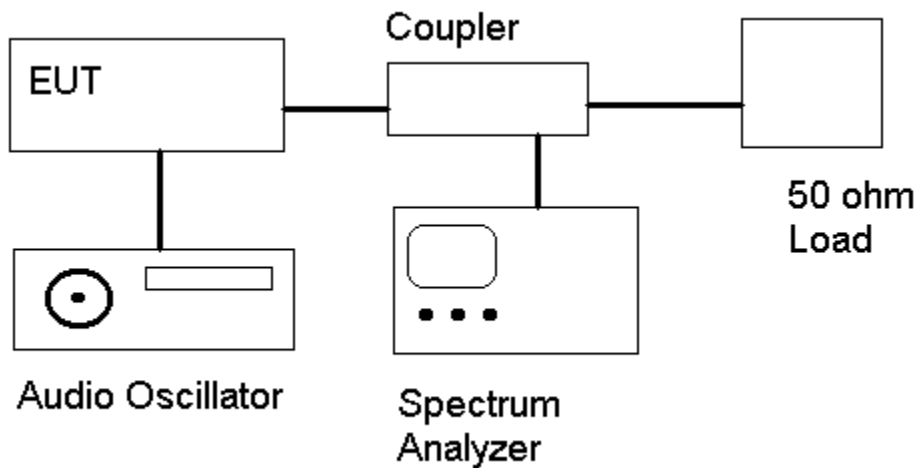 Coupler
EUT
50 ohm
Load
Audio Oscillator
Spectrum
Analyzer